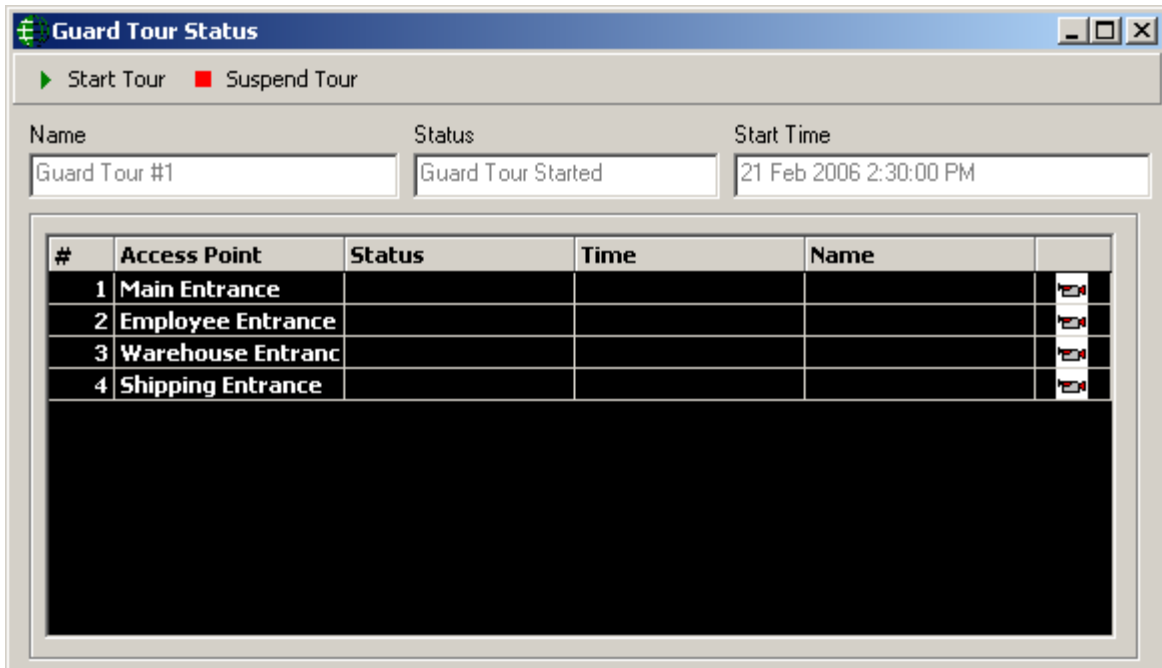 Guard Tour Status
Start Tour Suspend Tour
Name Status Start Time
Guard Tour #1 Guard Tour Started 21 Feb 2006 2:30:00 PM
# Access Point Status Time Name
1 Main Entrance
2 Employee Entrance
3 Warehouse Entranc
4 Shipping Entrance